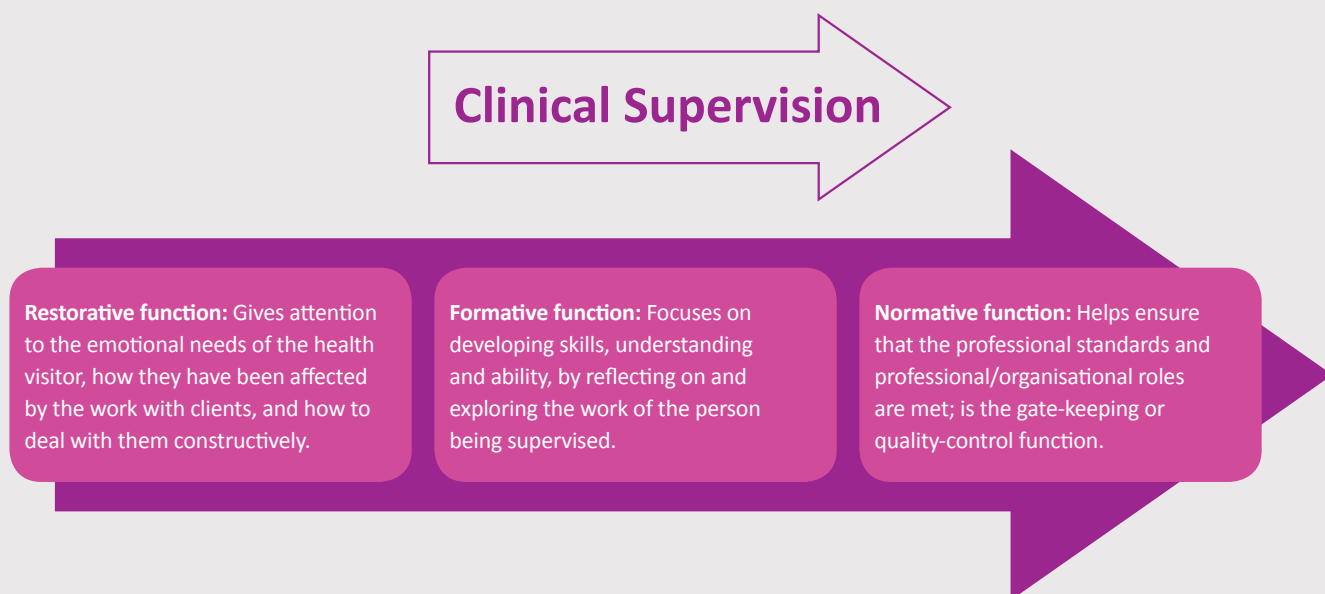 Clinical Supervision
Restorative function: Gives attention
to the emotional needs of the health
visitor, how they have been affected
by the work with clients, and how to
deal with them constructively.
Formative function: Focuses on
developing skills, understanding
and ability, by reflecting on and
exploring the work of the person
being supervised.
Normative function: Helps ensure
that the professional standards and
professional/organisational roles
are met; is the gate-keeping or
quality-control function.